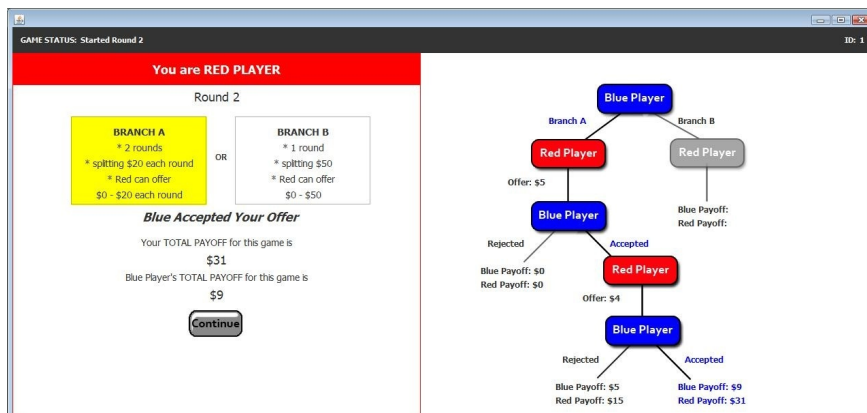 GAME STATUS: Started Round 2
ID: 1
You are RED PLAYER
Round 2
BRANCH A
* 2 rounds
* splitting $20 each round
* Red can offer
$0 - $20 each round
OR
BRANCH B
* 1 round
* splitting $50
* Red can offer
$0 - $50
Blue Accepted Your Offer
Your TOTAL PAYOFF for this game is
$31
Blue Player's TOTAL PAYOFF for this game is
$9
Continue
Blue Player
Branch A
Branch B
Red Player
Red Player
Offer: $5
Blue Player
Blue Payoff:
Red Payoff:
Rejected
Accepted
Blue Payoff: $0
Red Payoff: $0
Red Player
Offer: $4
Blue Player
Rejected
Accepted
Blue Payoff: $5
Red Payoff: $15
Blue Payoff: $9
Red Payoff: $31